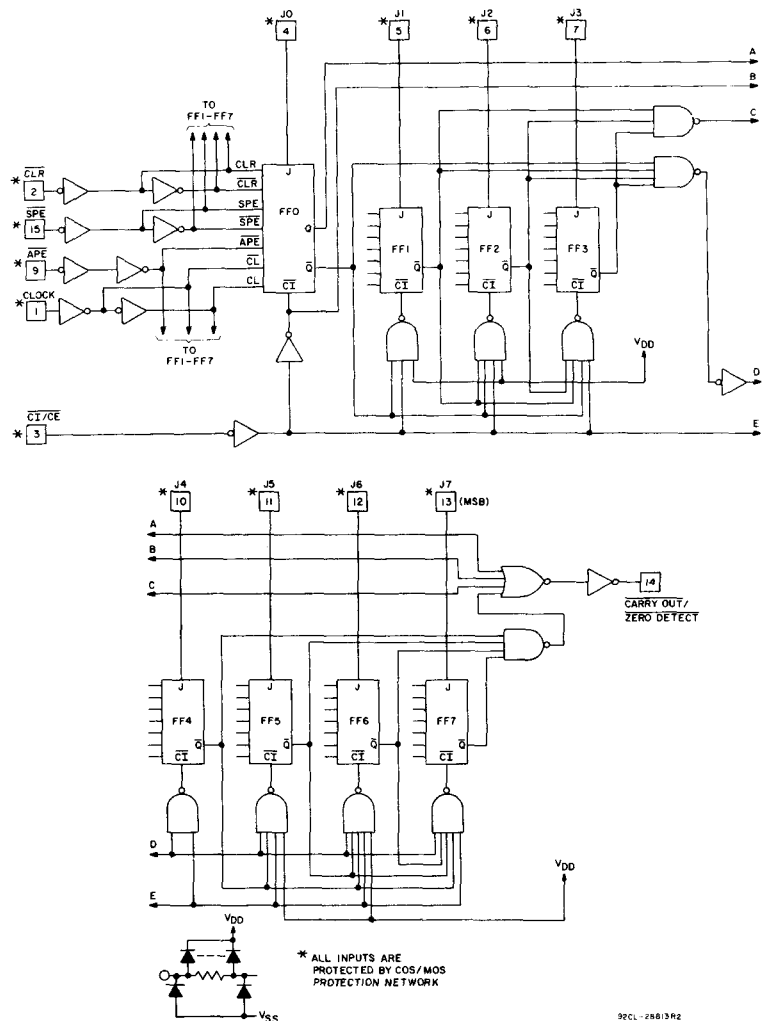 * J0
4
* J1
5
* J2
6
* J3
7
A
B
C
TO
FF1-FF7
* CLR
2
* SPE
15
* APE
9
* CLOCK
1
CLR
CLR
SPE
SPE
APE
CL
CL
J
FF0
Q
Q
CI
J
FF1
Q
CI
J
FF2
Q
CI
J
FF3
Q
CI
TO
FF1-FF7
VDD
D
CI/CE
* 3
E
* J4
10
* J5
11
* J6
12
* J7
13 (MSB)
A
B
C
14
CARRY OUT/
ZERO DETECT
J
FF4
Q
CI
J
FF5
Q
CI
J
FF6
Q
CI
J
FF7
Q
CI
D
E
VDD
VDD
VSS
* ALL INPUTS ARE
PROTECTED BY COS/MOS
PROTECTION NETWORK
92CL-28813R2